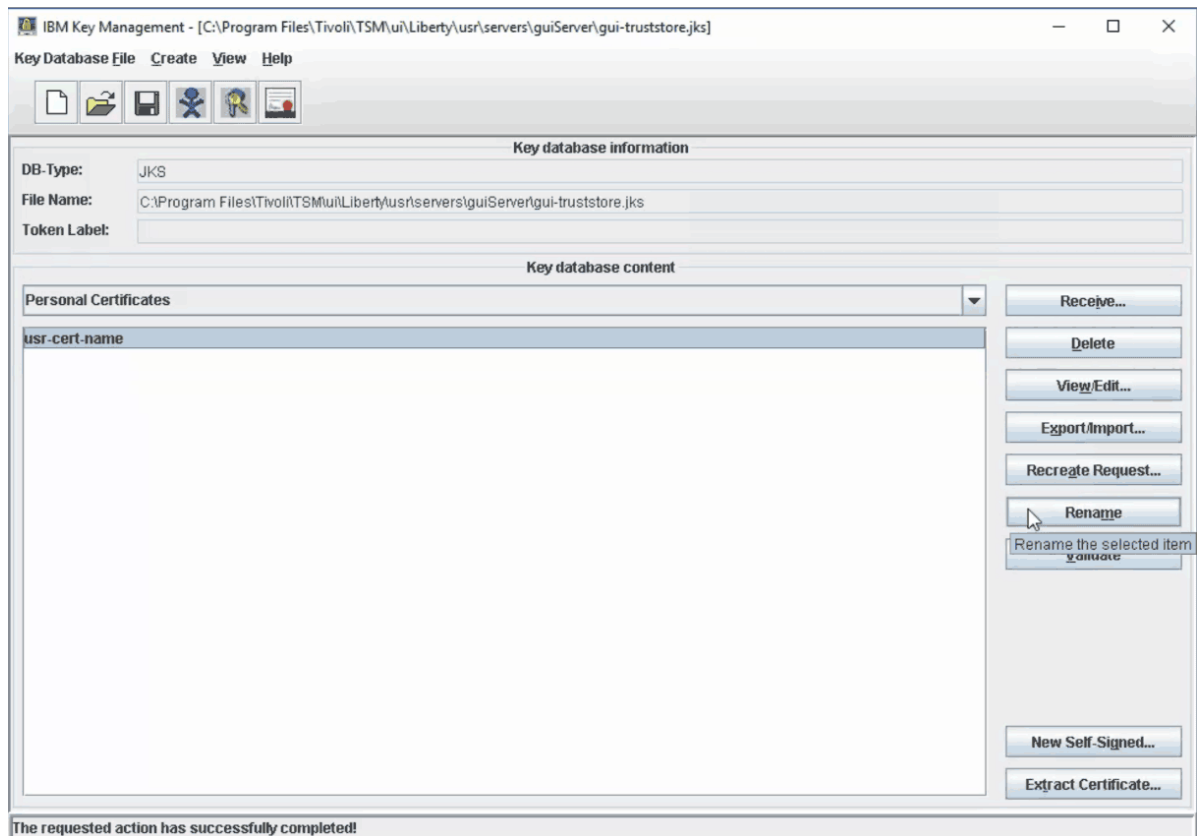 IBM Key Management - [C:\Program Files\Tivoli\TSM\ui\Liberty\usr\servers\guiServer\gui-truststore.jks]
Key Database File Create View Help
Key database information
DB-Type: JKS
File Name: C:\Program Files\Tivoli\TSM\ui\Liberty\usr\servers\guiServer\gui-truststore.jks
Token Label:
Key database content
Personal Certificates
Receive...
usr-cert-name
Delete
View/Edit...
Export/Import...
Recreate Request...
Rename
Rename the selected item
Validate
New Self-Signed...
Extract Certificate...
The requested action has successfully completed!